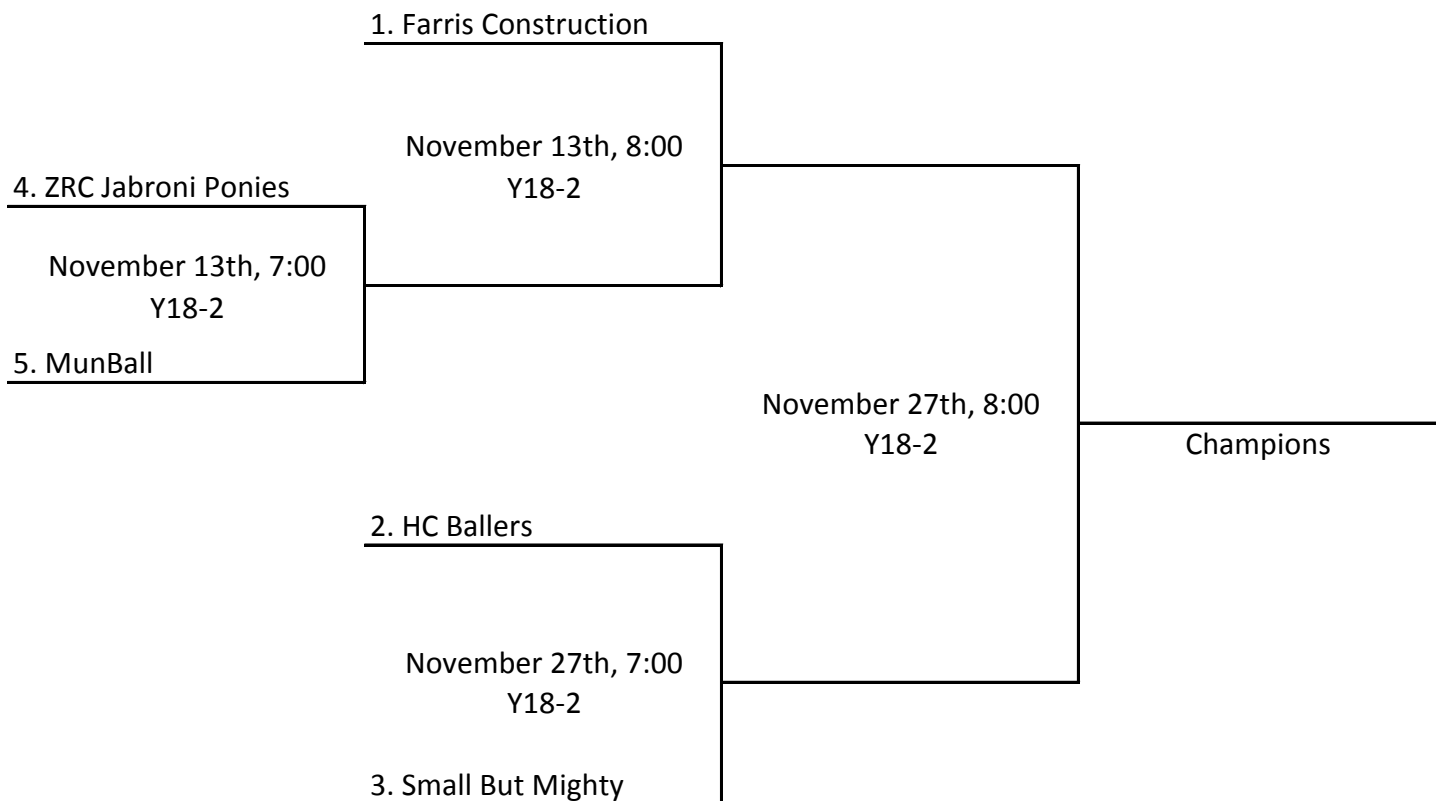 1. Farris Construction
November 13th, 8:00
Y18-2
4. ZRC Jabroni Ponies
November 13th, 7:00
Y18-2
5. MunBall
November 27th, 8:00
Y18-2
Champions
2. HC Ballers
November 27th, 7:00
Y18-2
3. Small But Mighty